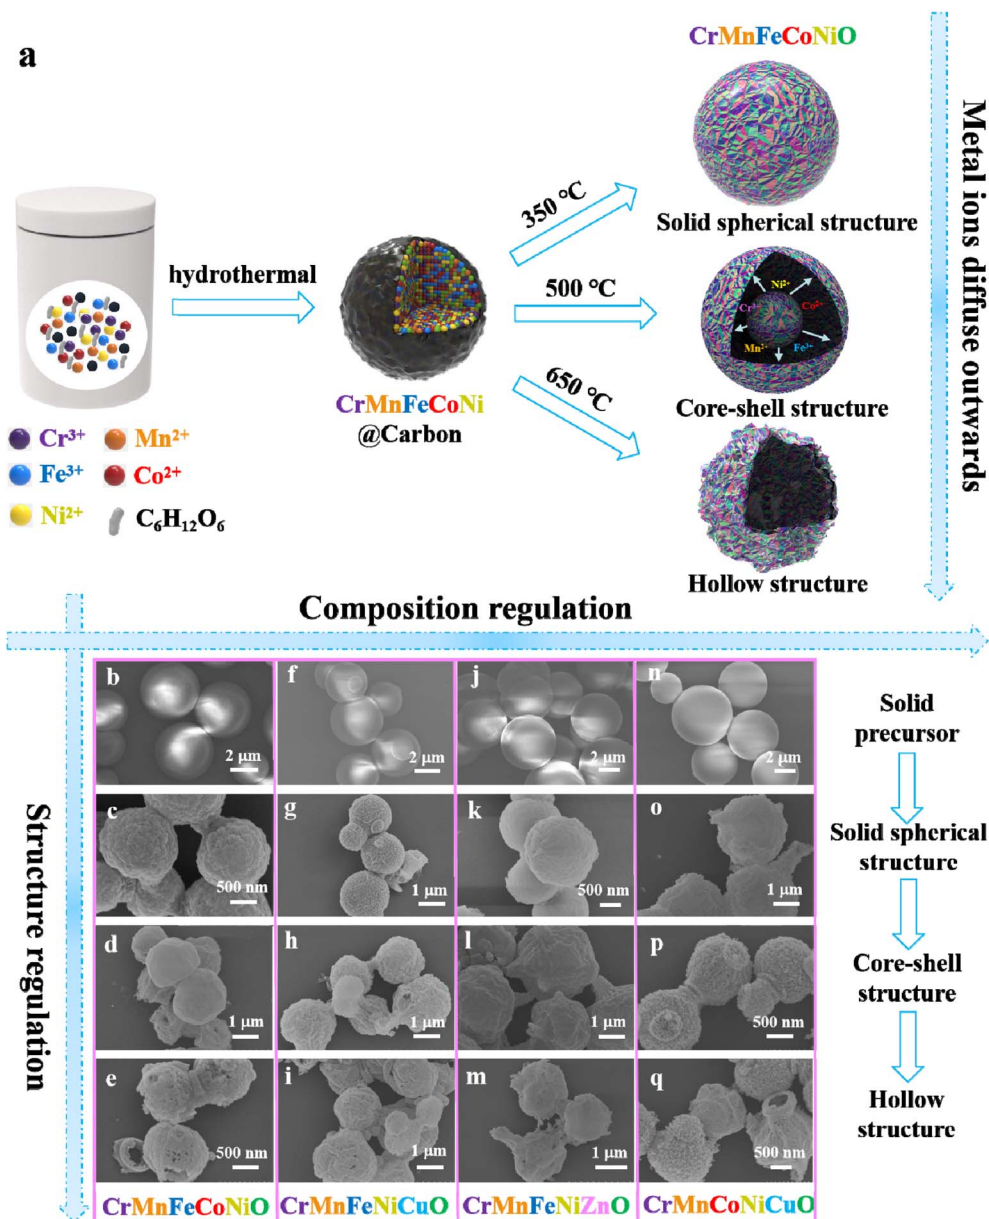 a
CrMnFeCoNiO
350 °C
Solid spherical structure
hydrothermal
500 °C
Ni²⁺
Cr³⁺
Co²⁺
Mn²⁺
Fe³⁺
Core-shell structure
CrMnFeCoNi
@Carbon
650 °C
Hollow structure
Cr³⁺
Mn²⁺
Fe³⁺
Co²⁺
Ni²⁺
C₆H₁₂O₆
Metal ions diffuse outwards
Composition regulation
Structure regulation
b
2 μm
f
2 μm
j
2 μm
n
2 μm
Solid
precursor
c
500 nm
g
1 μm
k
500 nm
o
1 μm
Solid spherical
structure
d
1 μm
h
1 μm
l
1 μm
p
500 nm
Core-shell
structure
e
500 nm
i
1 μm
m
1 μm
q
500 nm
Hollow
structure
CrMnFeCoNiO
CrMnFeNiCuO
CrMnFeNiZnO
CrMnCoNiCuO